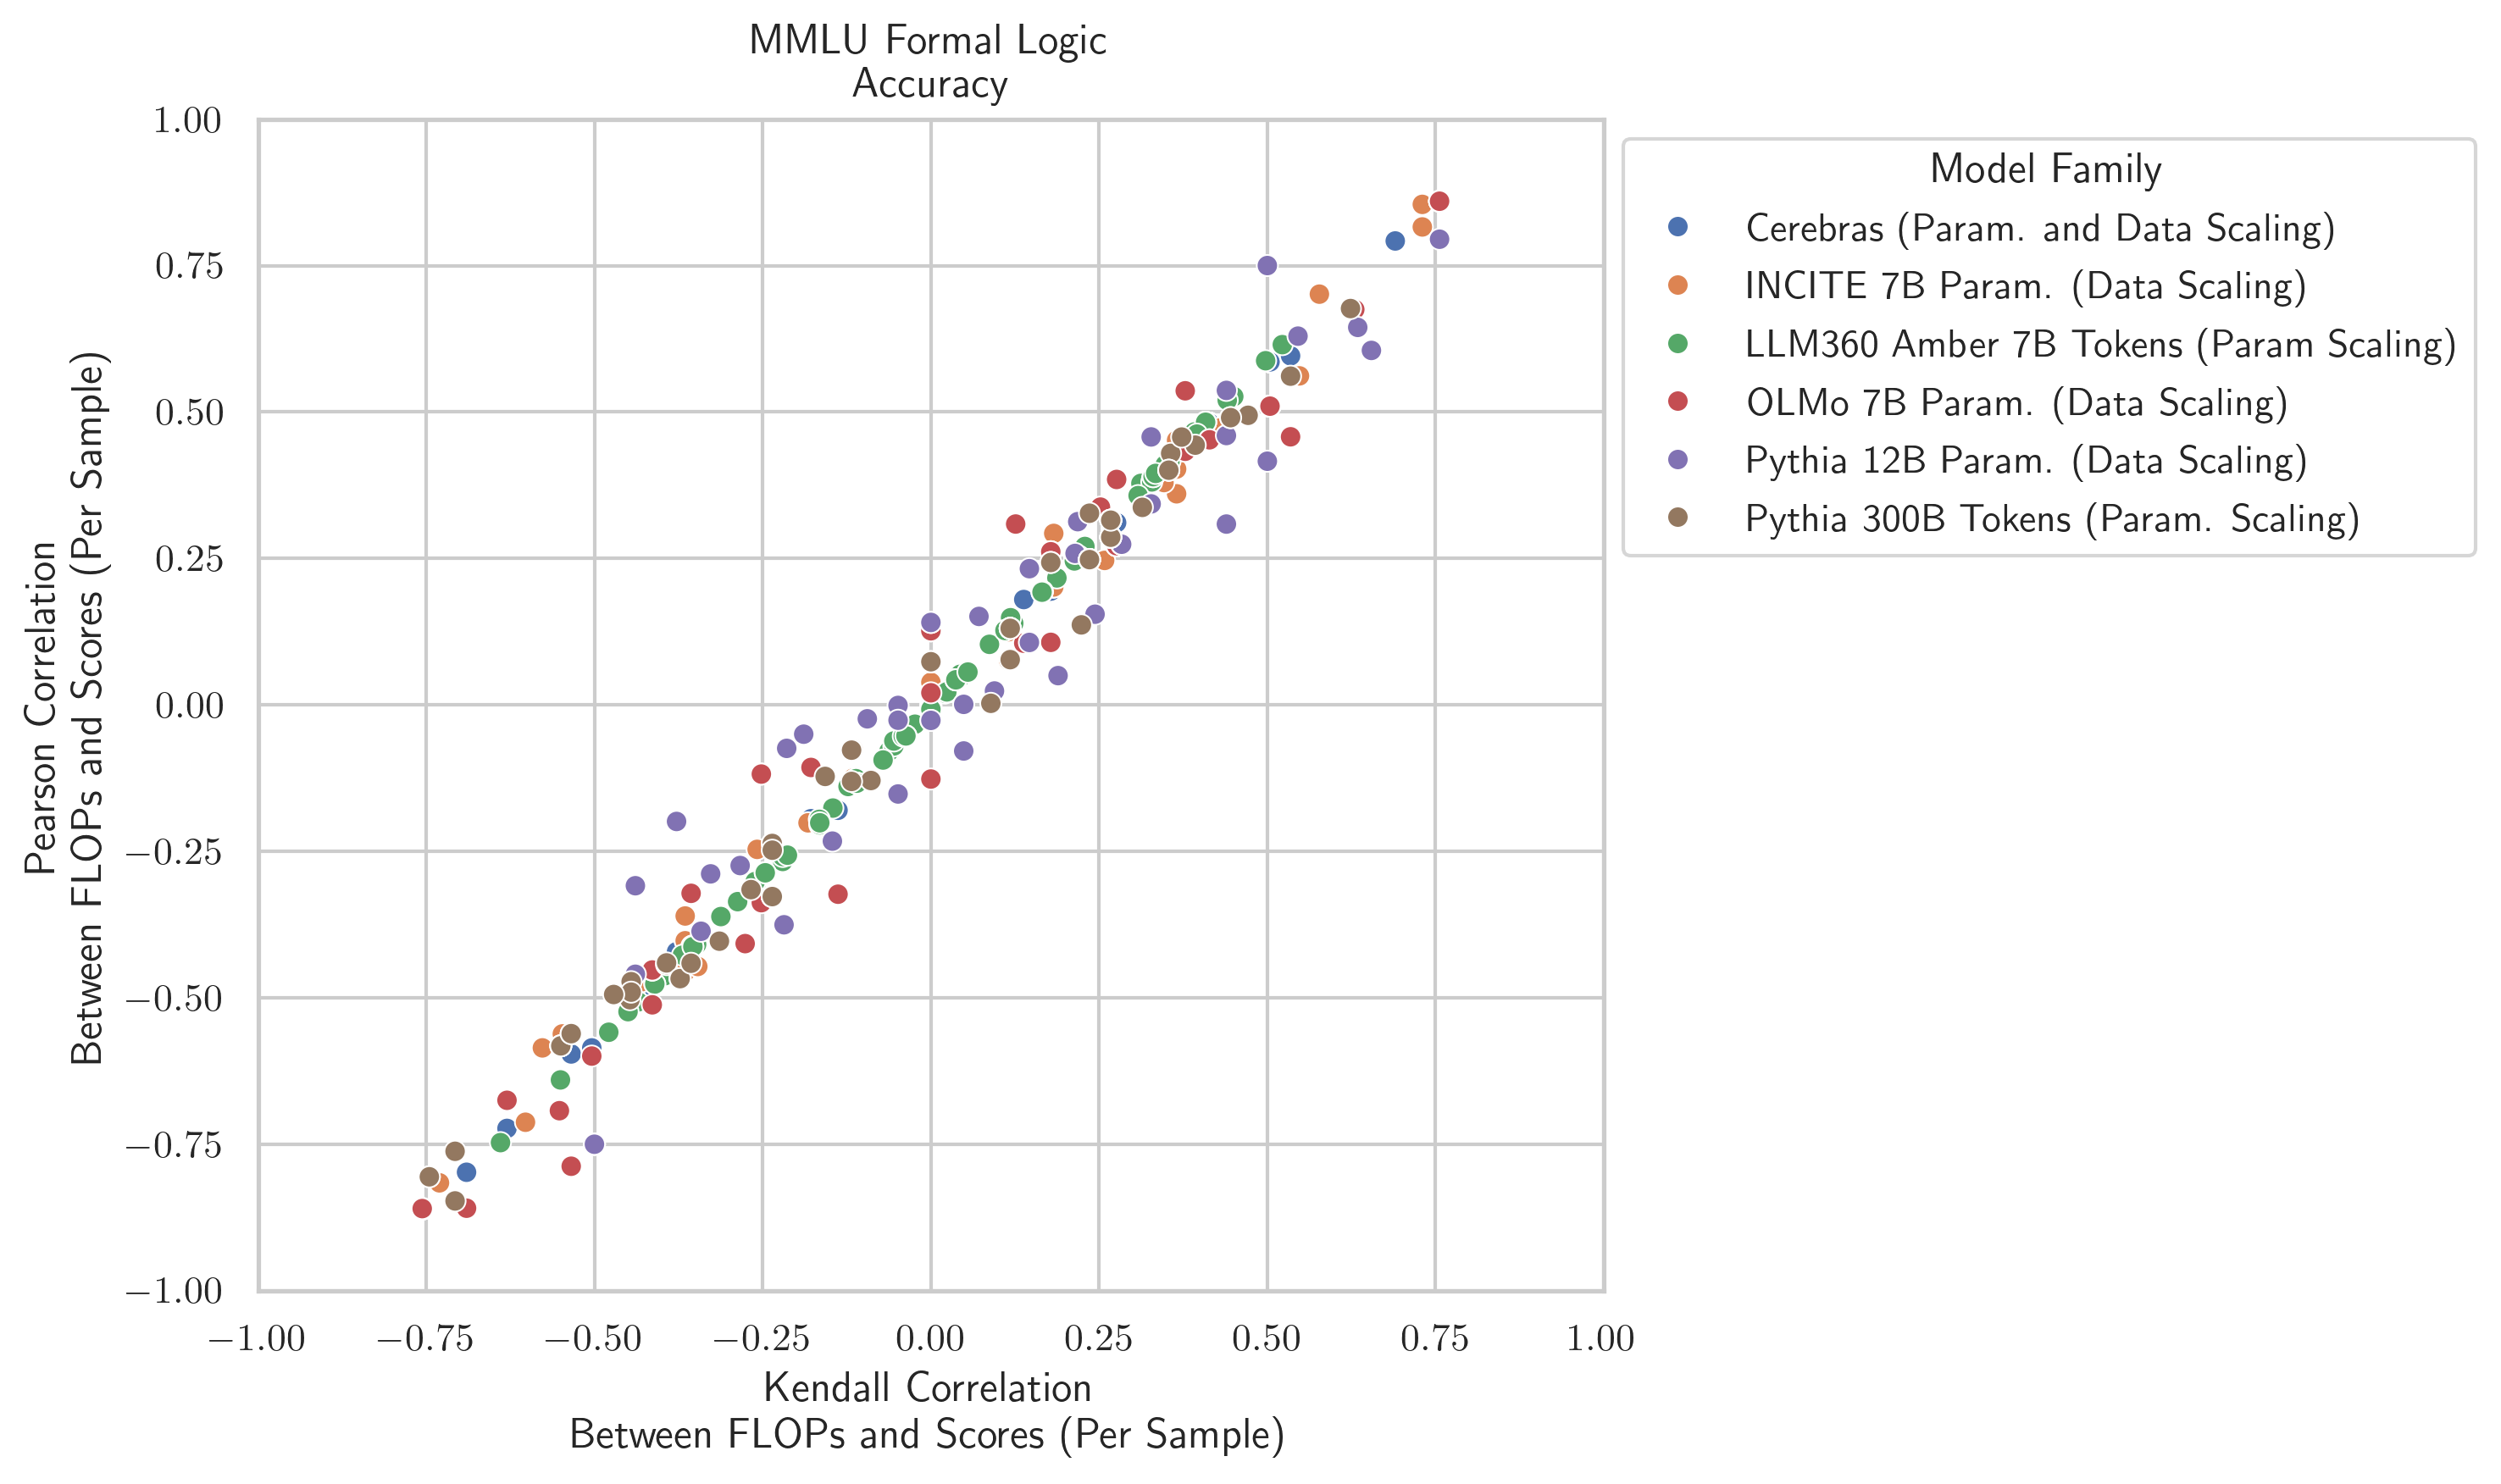 MMLU Formal Logic
Accuracy
1.00
0.75
0.50
0.25
0.00
−0.25
−0.50
−0.75
−1.00
Pearson Correlation
Between FLOPs and Scores (Per Sample)
−1.00 −0.75 −0.50 −0.25 0.00 0.25 0.50 0.75 1.00
Kendall Correlation
Between FLOPs and Scores (Per Sample)
Model Family
Cerebras (Param. and Data Scaling)
INCITE 7B Param. (Data Scaling)
LLM360 Amber 7B Tokens (Param Scaling)
OLMo 7B Param. (Data Scaling)
Pythia 12B Param. (Data Scaling)
Pythia 300B Tokens (Param. Scaling)